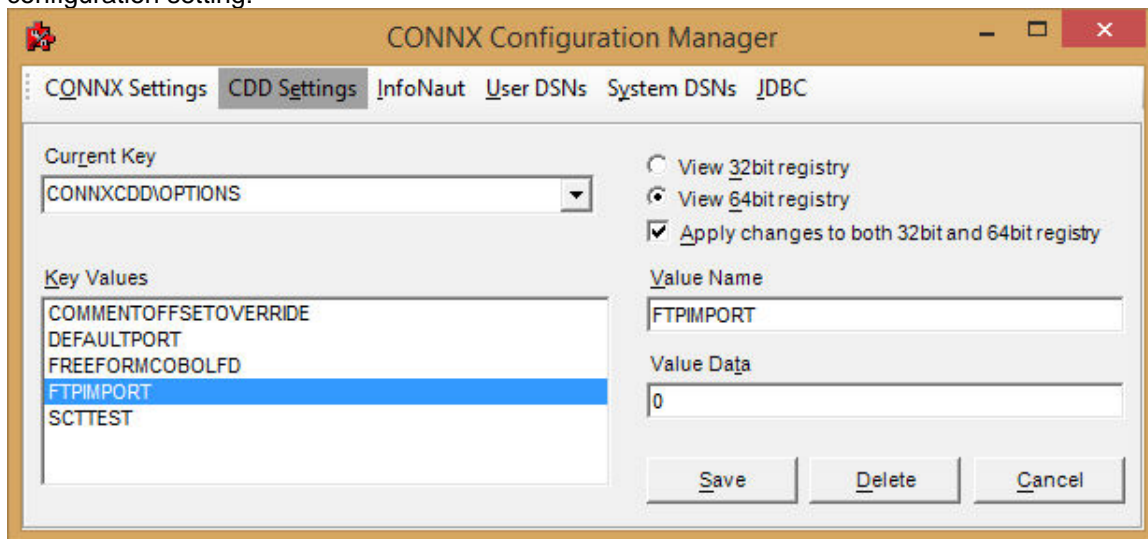 configuration setting.
CONNX Configuration Manager
CONNX Settings CDD Settings InfoNaut User DSNs System DSNs JDBC
Current Key
CONNXCDD\OPTIONS
View 32bit registry
View 64bit registry
Apply changes to both 32bit and 64bit registry
Key Values
COMMENTOFFSETOVERRIDE
DEFAULTPORT
FREEFORMCOBOLFD
FTPIMPORT
SCTTEST
Value Name
FTPIMPORT
Value Data
0
Save Delete Cancel